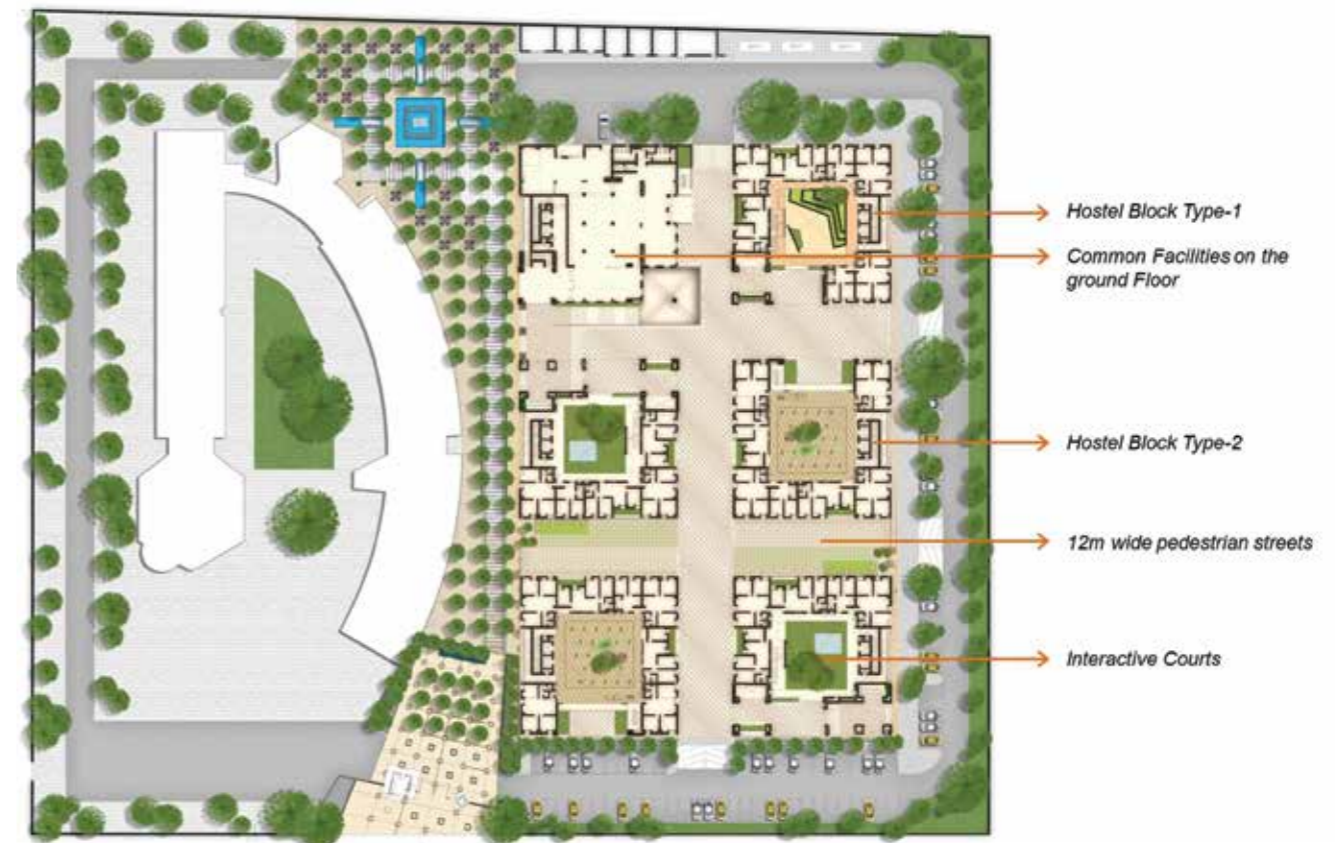 Hostel Block Type-1
Common Facilities on the
ground Floor
Hostel Block Type-2
12m wide pedestrian streets
Interactive Courts